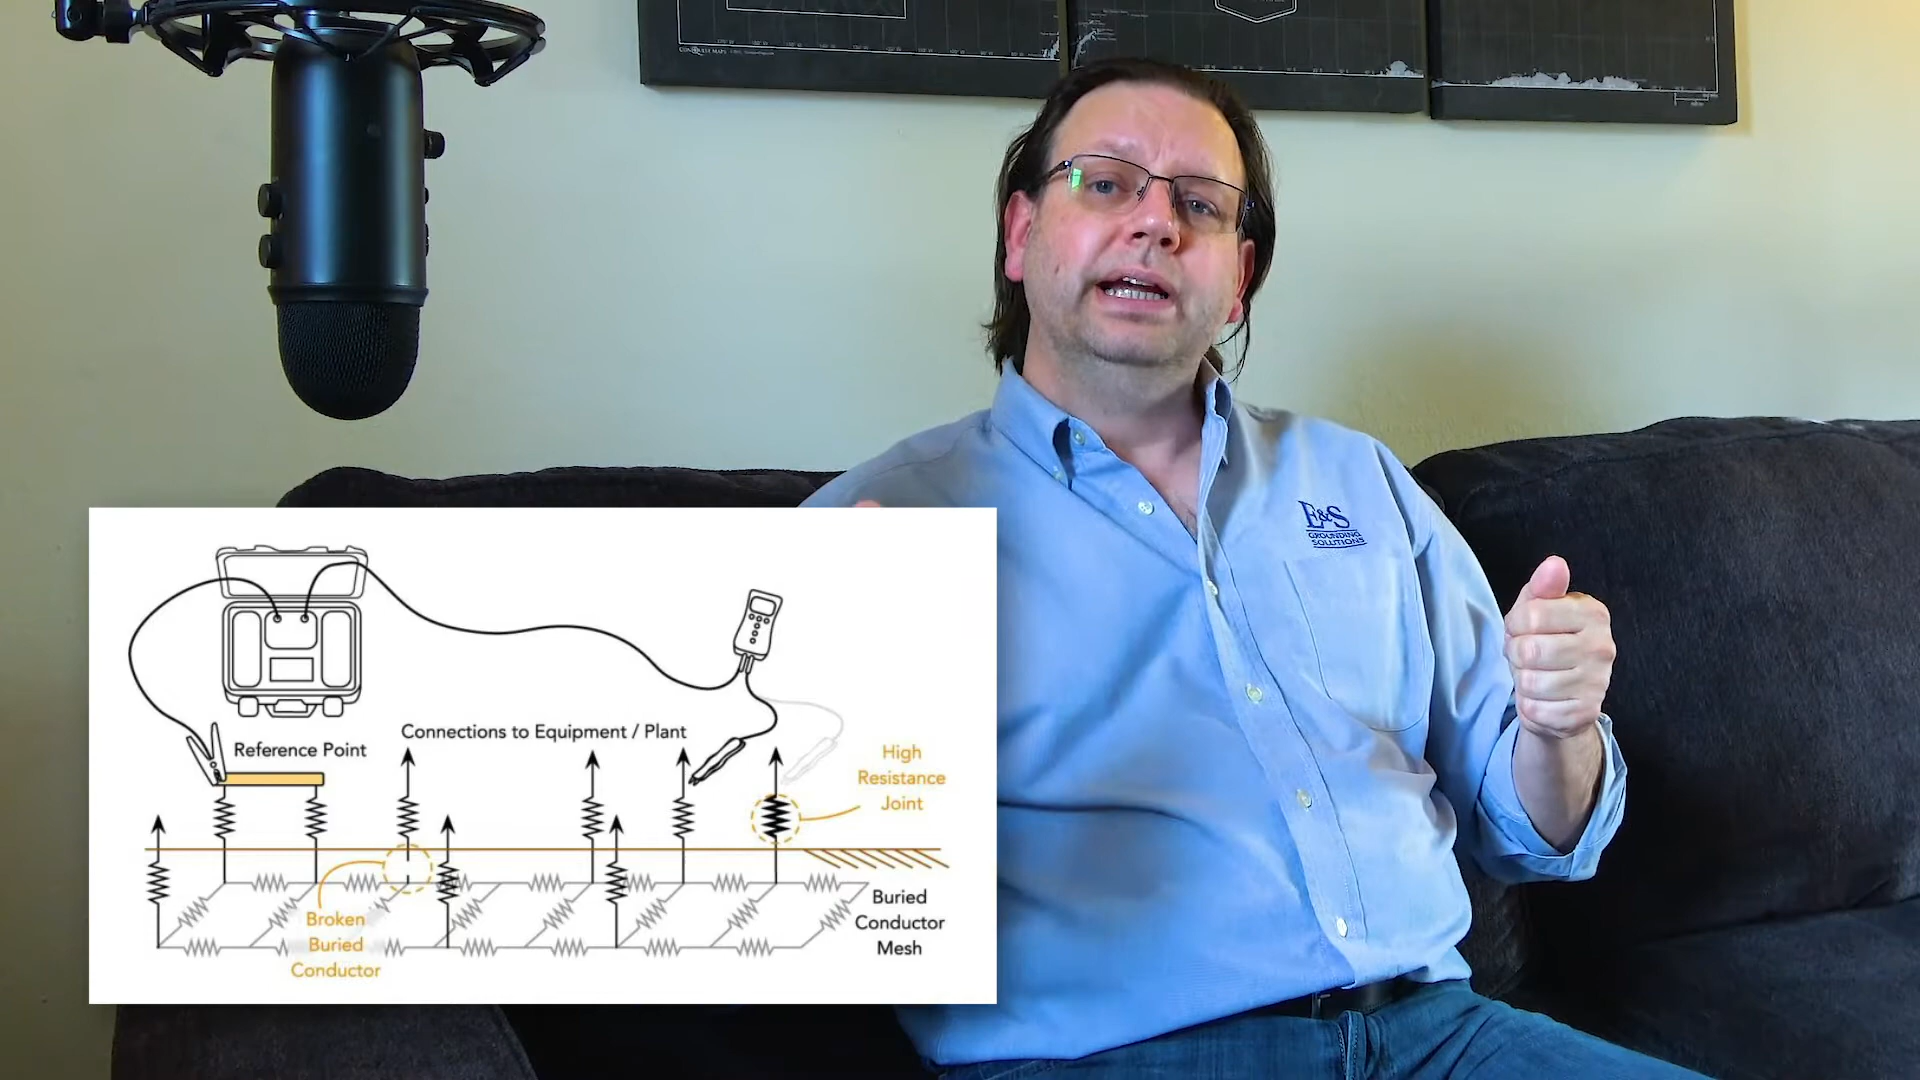 E&S
GROUNDING
SOLUTIONS
Reference Point
Connections to Equipment / Plant
High
Resistance
Joint
Broken
Buried
Conductor
Buried
Conductor
Mesh